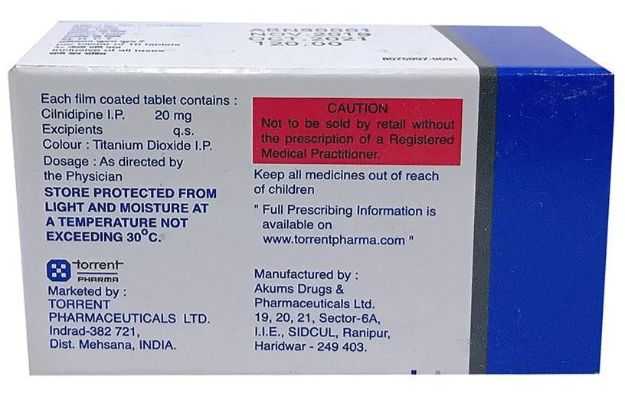 120.00
Each film coated tablet contains :
Cilnidipine I.P. 20 mg
Excipients q.s.
Colour : Titanium Dioxide I.P.
Dosage : As directed by
the Physician
STORE PROTECTED FROM
LIGHT AND MOISTURE AT
A TEMPERATURE NOT
EXCEEDING 30°C.
torrent
PHARMA
Marketed by :
TORRENT
PHARMACEUTICALS LTD.
Indrad-382 721,
Dist. Mehsana, INDIA.
CAUTION
Not to be sold by retail without
the prescription of a Registered
Medical Practitioner.
Keep all medicines out of reach
of children
" Full Prescribing Information is
available on
www.torrentpharma.com "
Manufactured by :
Akums Drugs &
Pharmaceuticals Ltd.
19, 20, 21, Sector-6A,
I.I.E., SIDCUL, Ranipur,
Haridwar - 249 403.